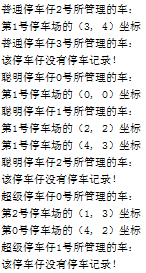 普通停车仔2号所管理的车：
第1号停车场的（3, 4）坐标
普通停车仔3号所管理的车：
该停车仔没有停车记录！
聪明停车仔0号所管理的车：
第1号停车场的（0, 0）坐标
聪明停车仔1号所管理的车：
第1号停车场的（2, 2）坐标
第1号停车场的（4, 3）坐标
聪明停车仔2号所管理的车：
该停车仔没有停车记录！
超级停车仔0号所管理的车：
第2号停车场的（1, 3）坐标
第0号停车场的（4, 2）坐标
超级停车仔1号所管理的车：
该停车仔没有停车记录！